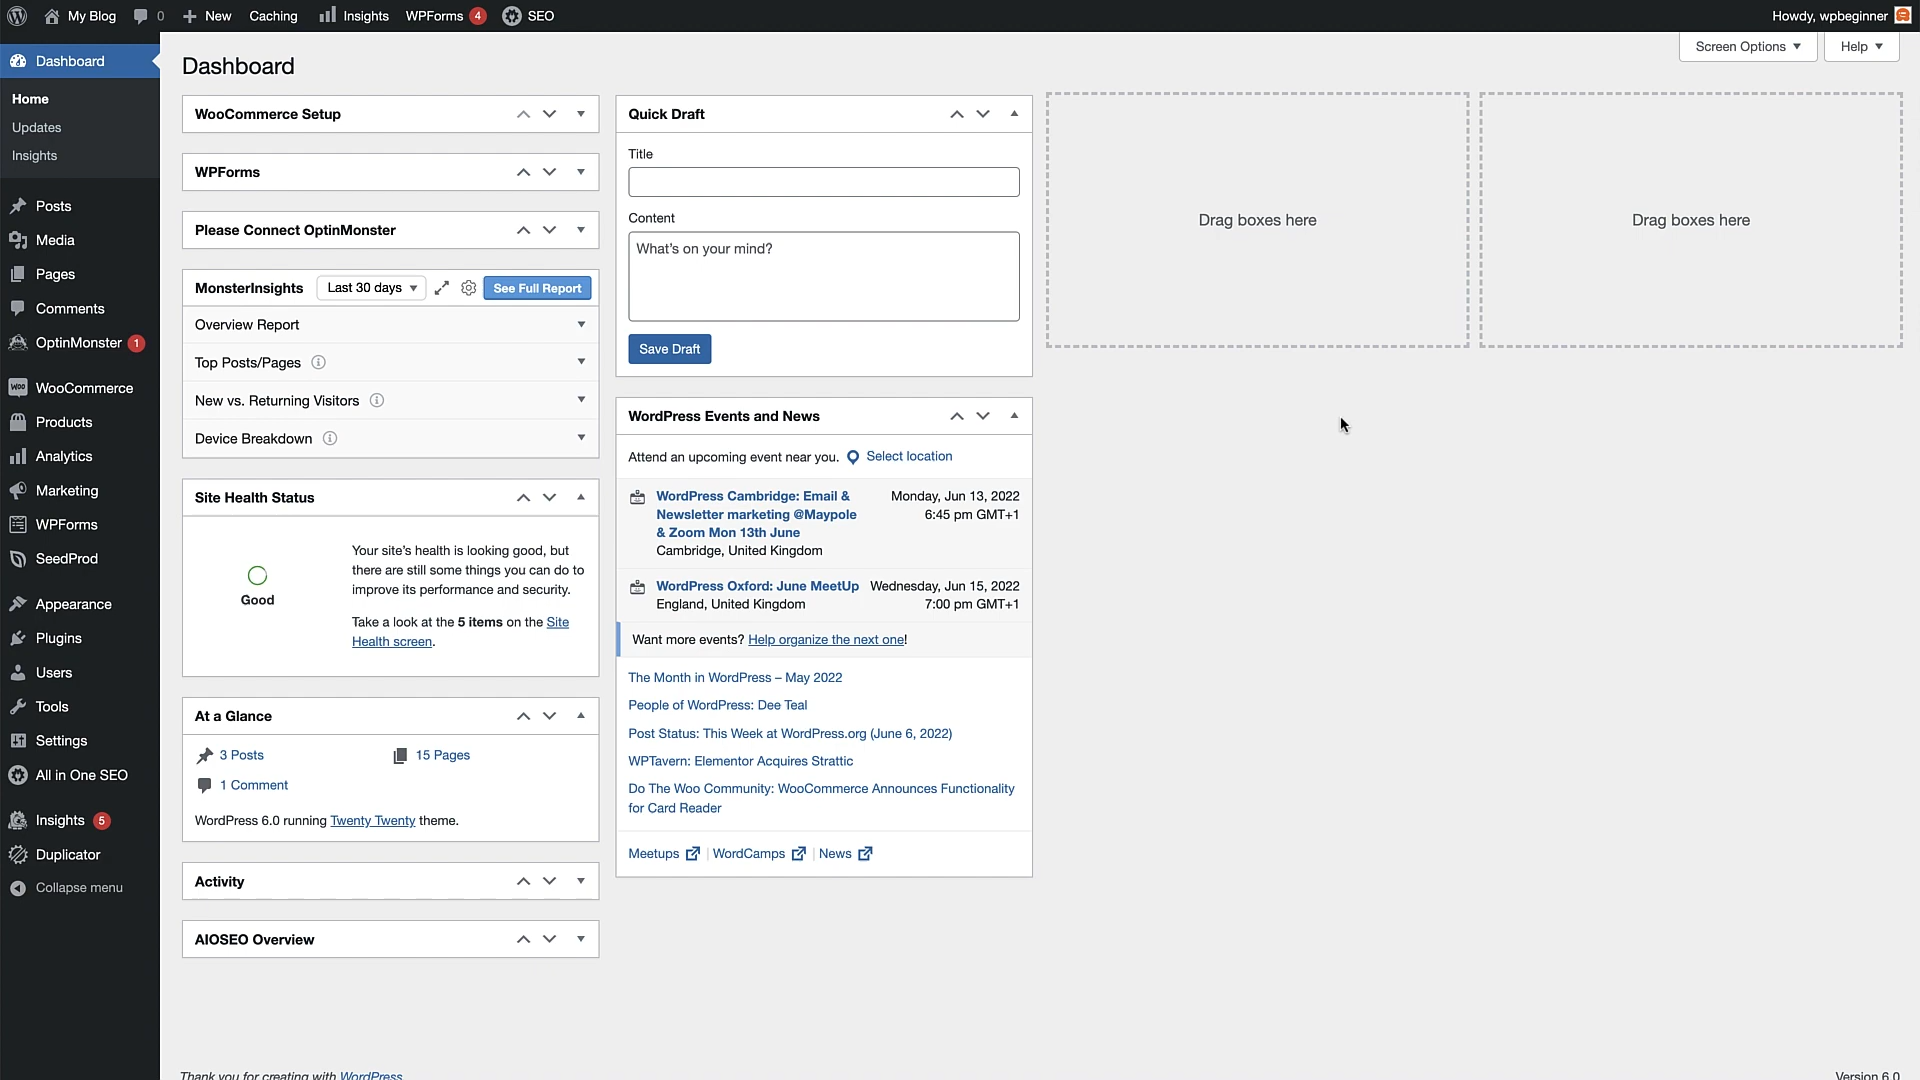 My Blog 0 New Caching Insights WPForms 4 SEO Howdy, wpbeginner
Screen Options Help
Dashboard
Home
Updates
Insights
Posts
Media
Pages
Comments
OptinMonster 1
WooCommerce
Products
Analytics
Marketing
WPForms
SeedProd
Appearance
Plugins
Users
Tools
Settings
All in One SEO
Insights 5
Duplicator
Collapse menu
Dashboard
WooCommerce Setup
WPForms
Please Connect OptinMonster
MonsterInsights Last 30 days See Full Report
Overview Report
Top Posts/Pages
New vs. Returning Visitors
Device Breakdown
Site Health Status
Good
Your site's health is looking good, but
there are still some things you can do to
improve its performance and security.
Take a look at the 5 items on the Site
Health screen.
At a Glance
3 Posts 15 Pages
1 Comment
WordPress 6.0 running Twenty Twenty theme.
Activity
AIOSEO Overview
Quick Draft
Title
Content
What's on your mind?
Save Draft
WordPress Events and News
Attend an upcoming event near you. Select location
WordPress Cambridge: Email & Monday, Jun 13, 2022
Newsletter marketing @Maypole 6:45 pm GMT+1
& Zoom Mon 13th June
Cambridge, United Kingdom
WordPress Oxford: June MeetUp Wednesday, Jun 15, 2022
England, United Kingdom 7:00 pm GMT+1
Want more events? Help organize the next one!
The Month in WordPress – May 2022
People of WordPress: Dee Teal
Post Status: This Week at WordPress.org (June 6, 2022)
WPTavern: Elementor Acquires Strattic
Do The Woo Community: WooCommerce Announces Functionality
for Card Reader
Meetups | WordCamps | News
Drag boxes here
Drag boxes here
Thank you for creating with WordPress
Version 6.0